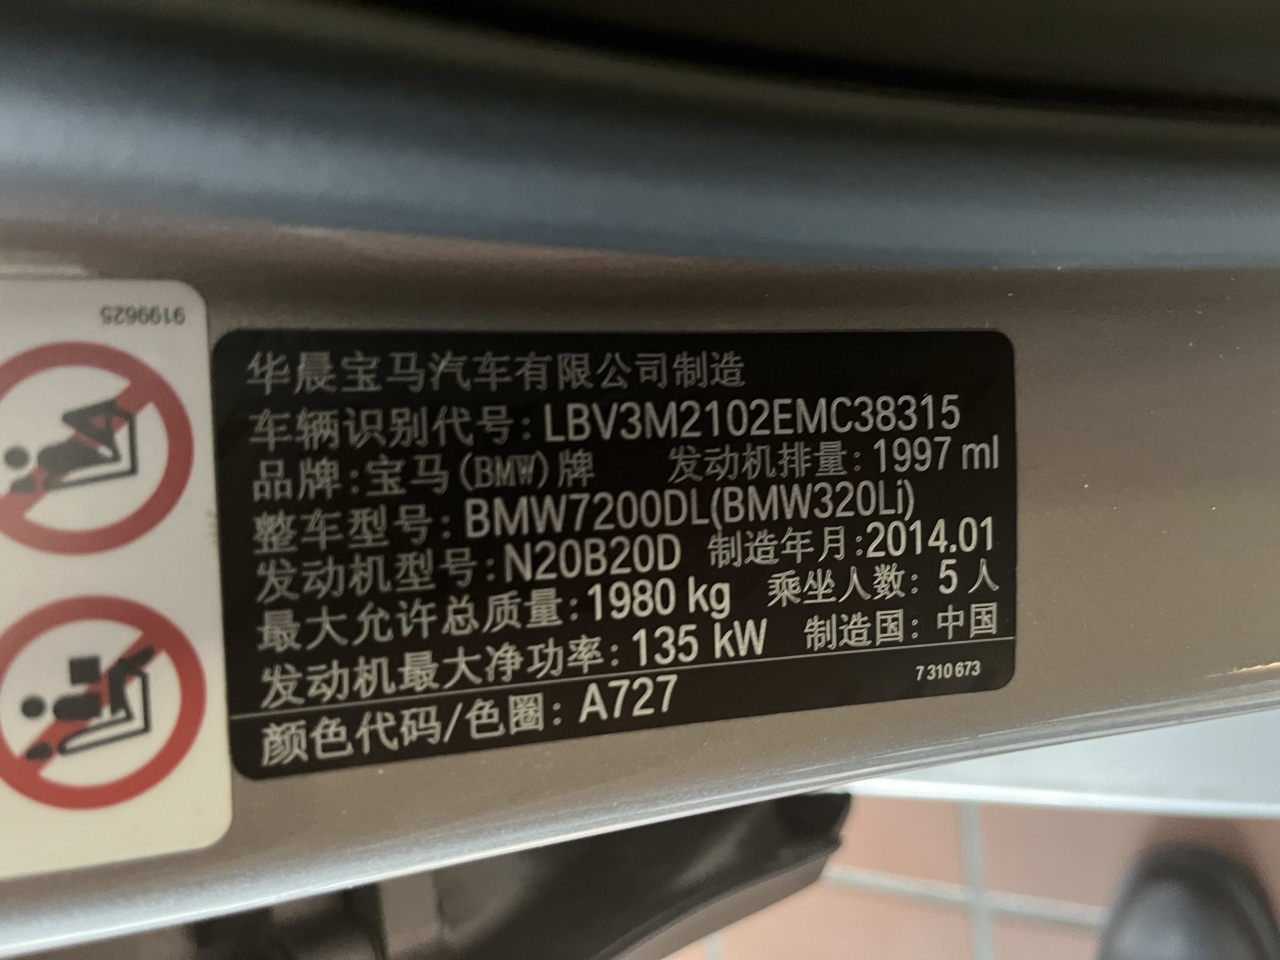 9199625
华晨宝马汽车有限公司制造
车辆识别代号:LBV3M2102EMC38315
品牌:宝马(BMW)牌 发动机排量:1997 ml
整车型号:BMW7200DL(BMW320Li)
发动机型号:N20B20D 制造年月:2014.01
最大允许总质量:1980 kg 乘坐人数:5 人
发动机最大净功率:135 kW 制造国:中国
颜色代码/色圈:A727 7 310 673